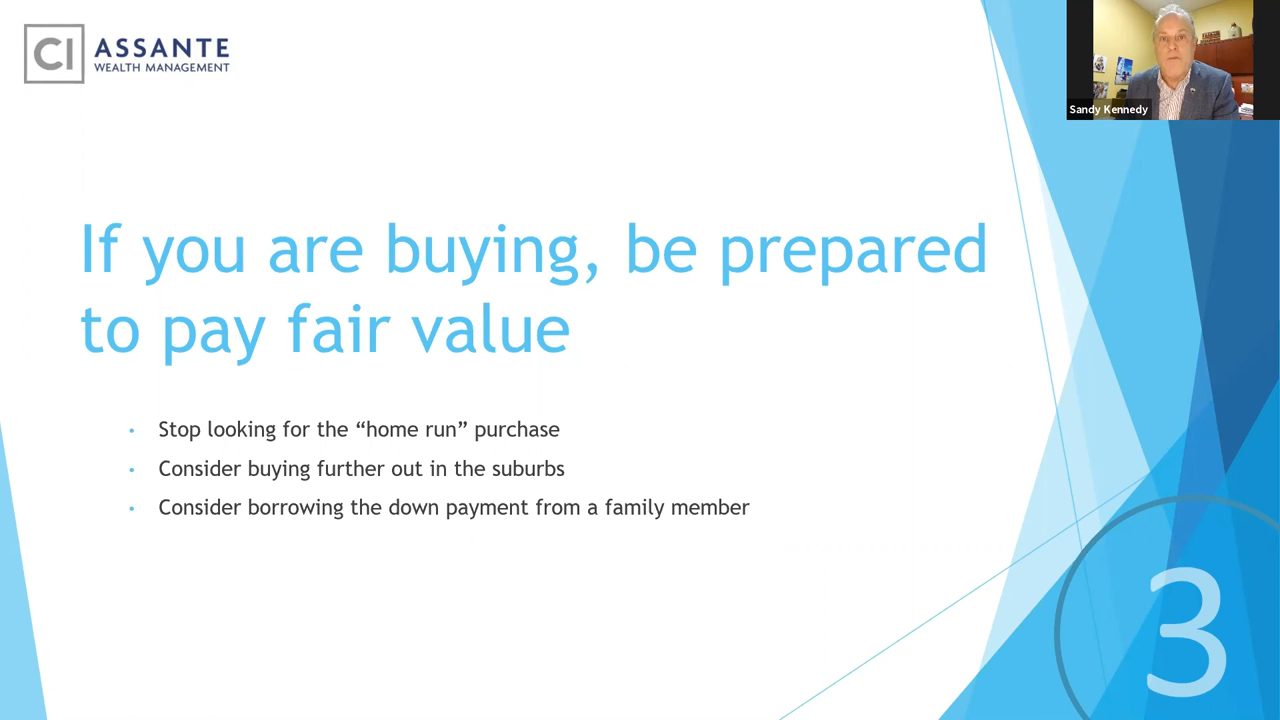 CI ASSANTE
WEALTH MANAGEMENT
Sandy Kennedy
If you are buying, be prepared
to pay fair value
• Stop looking for the “home run” purchase
• Consider buying further out in the suburbs
• Consider borrowing the down payment from a family member
3